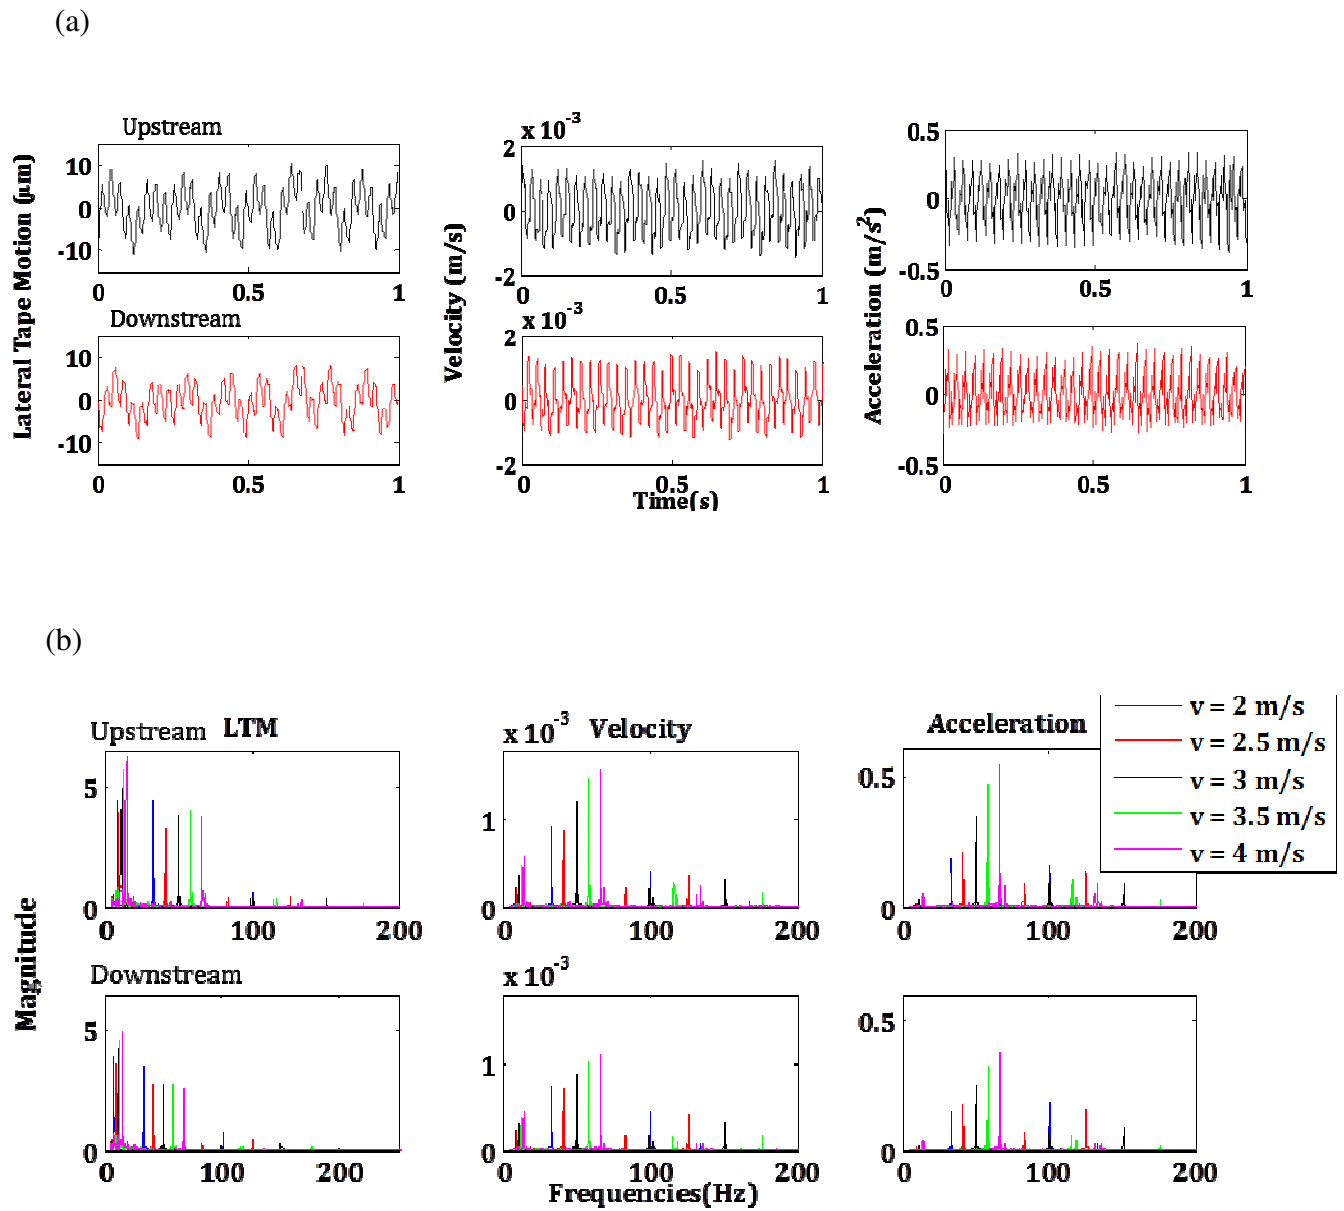 (a)
Upstream
x 10-3
Lateral Tape Motion (µm)
10
0
-10
0 0.5 1
Velocity (m/s)
2
0
-2
0 0.5 1
Acceleration (m/s2)
0.5
0
-0.5
0 0.5 1
Downstream
x 10-3
10
0
-10
0 0.5 1
2
0
-2
0 0.5 1
Time(s)
0.5
0
-0.5
0 0.5 1
(b)
Upstream LTM
x 10-3 Velocity
Acceleration
v = 2 m/s
v = 2.5 m/s
v = 3 m/s
v = 3.5 m/s
v = 4 m/s
Magnitude
5
0
0 100 200
1
0
0 100 200
0.5
0
0 100 200
Downstream
x 10-3
5
0
0 100 200
1
0
0 100 200
Frequencies(Hz)
0.5
0
0 100 200